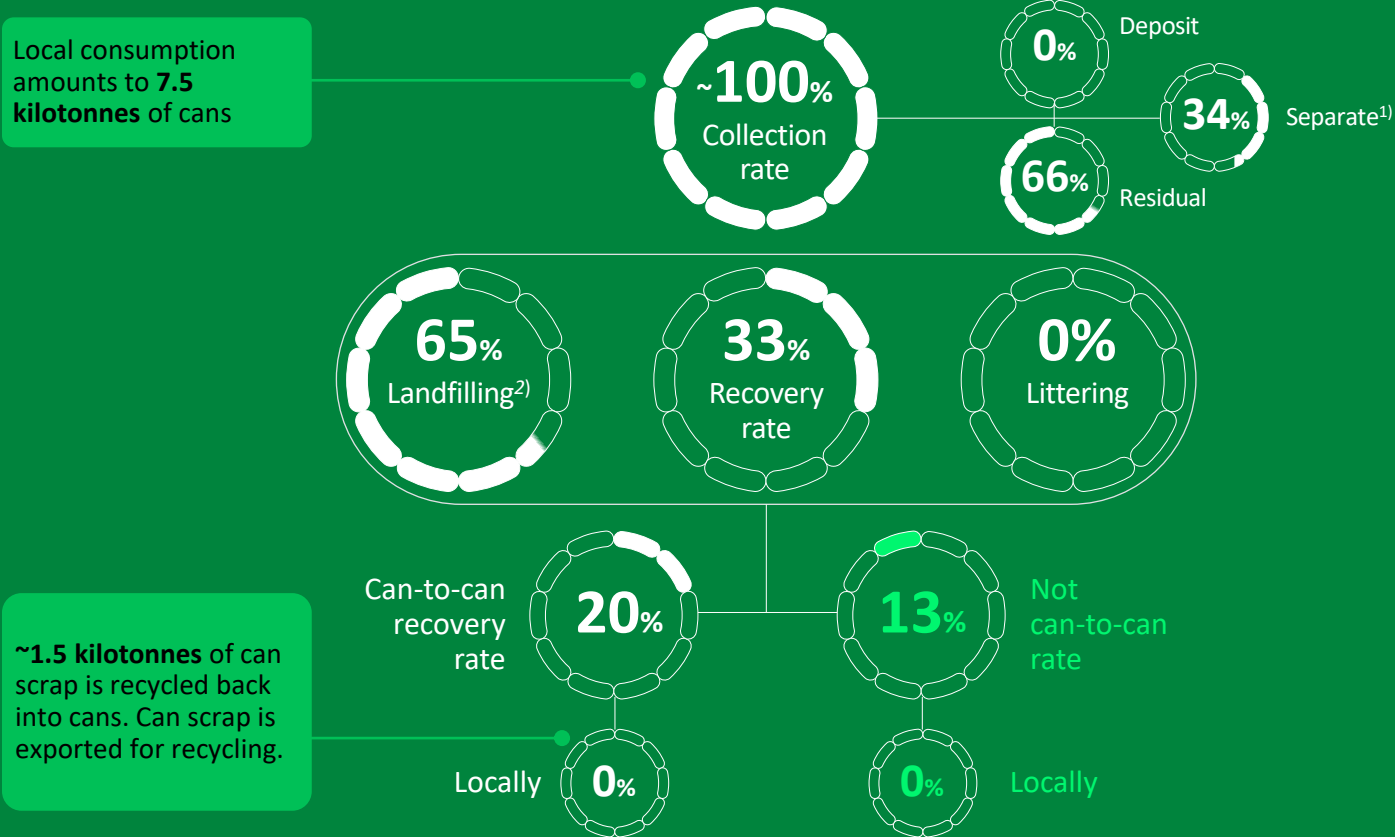 Local consumption
amounts to 7.5
kilotonnes of cans
~100%
Collection
rate
0%
Deposit
34%
Separate1)
66%
Residual
65%
Landfilling2)
33%
Recovery
rate
0%
Littering
Can-to-can
recovery
rate
20%
13%
Not
can-to-can
rate
~1.5 kilotonnes of can
scrap is recycled back
into cans. Can scrap is
exported for recycling.
Locally
0%
0%
Locally